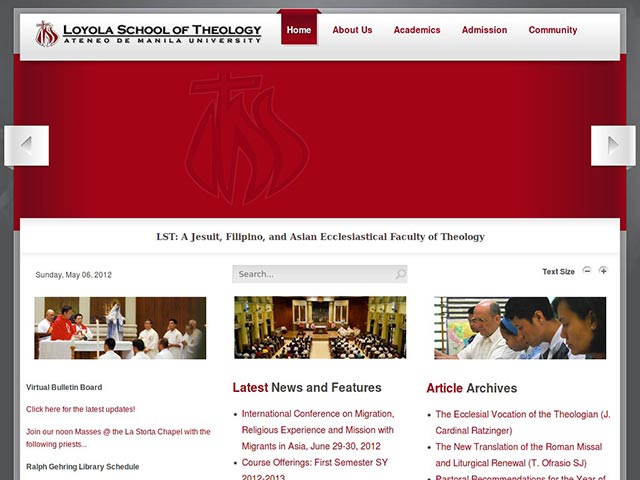 LOYOLA SCHOOL OF THEOLOGY
ATENEO DE MANILA UNIVERSITY
Home
About Us
Academics
Admission
Community
LST: A Jesuit, Filipino, and Asian Ecclesiastical Faculty of Theology
Sunday, May 06, 2012
Search...
Text Size
Virtual Bulletin Board
Click here for the latest updates!
Join our noon Masses @ the La Storta Chapel with the
following priests...
Ralph Gehring Library Schedule
Latest News and Features
International Conference on Migration,
Religious Experience and Mission with
Migrants in Asia, June 29-30, 2012
Course Offerings: First Semester SY
2012-2013
Article Archives
The Ecclesial Vocation of the Theologian (J.
Cardinal Ratzinger)
The New Translation of the Roman Missal
and Liturgical Renewal (T. Ofrasio SJ)
Pastoral Recommendations for the Year of